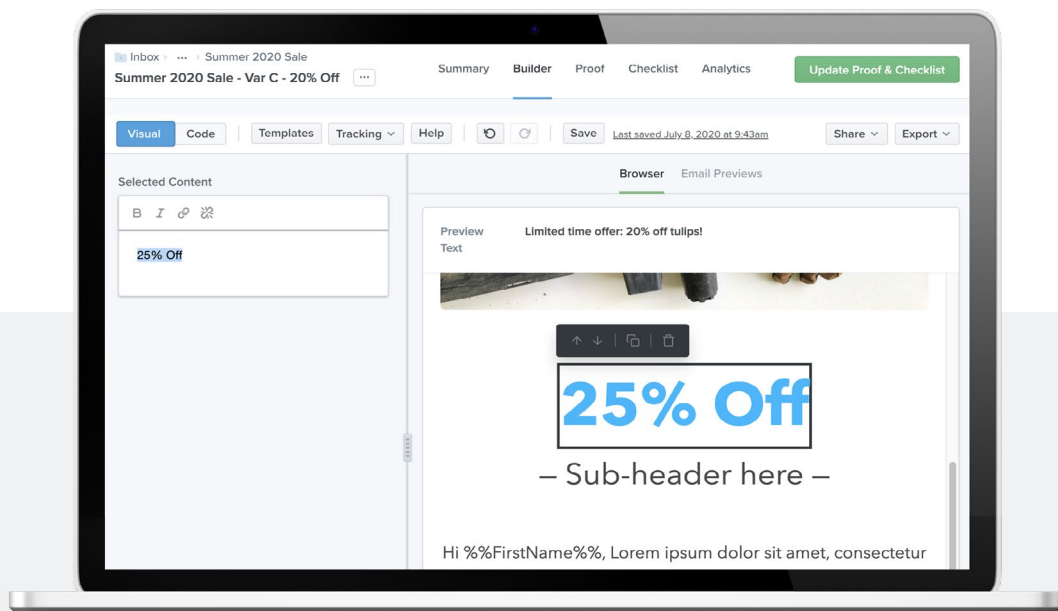 Inbox › ... › Summer 2020 Sale
Summer 2020 Sale - Var C - 20% Off ...
Summary Builder Proof Checklist Analytics
Update Proof & Checklist
Visual Code Templates Tracking Help Save Last saved July 8, 2020 at 9:43am Share Export
Selected Content
B I
25% Off
Browser Email Previews
Preview Text
Limited time offer: 20% off tulips!
25% Off
– Sub-header here –
Hi %%FirstName%%, Lorem ipsum dolor sit amet, consectetur